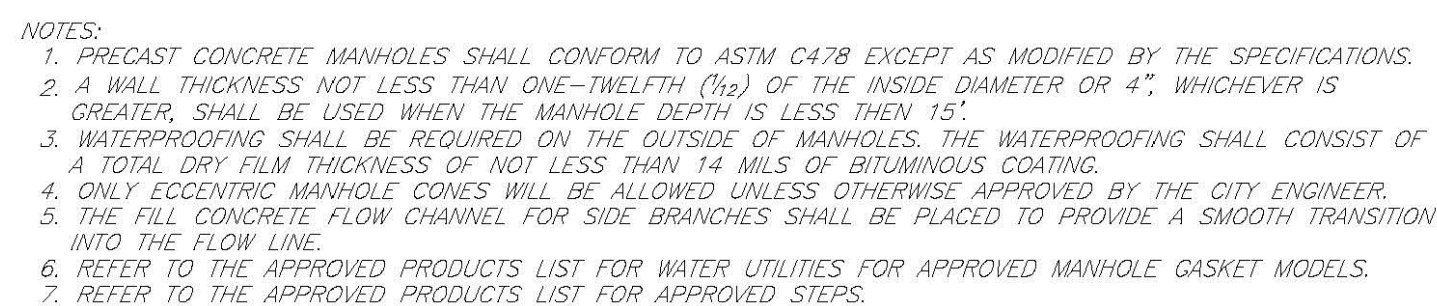 NOTES:
1. PRECAST CONCRETE MANHOLES SHALL CONFORM TO ASTM C478 EXCEPT AS MODIFIED BY THE SPECIFICATIONS.
2. A WALL THICKNESS NOT LESS THAN ONE-TWELFTH (1/12) OF THE INSIDE DIAMETER OR 4", WHICHEVER IS
GREATER, SHALL BE USED WHEN THE MANHOLE DEPTH IS LESS THEN 15'.
3. WATERPROOFING SHALL BE REQUIRED ON THE OUTSIDE OF MANHOLES. THE WATERPROOFING SHALL CONSIST OF
A TOTAL DRY FILM THICKNESS OF NOT LESS THAN 14 MILS OF BITUMINOUS COATING.
4. ONLY ECCENTRIC MANHOLE CONES WILL BE ALLOWED UNLESS OTHERWISE APPROVED BY THE CITY ENGINEER.
5. THE FILL CONCRETE FLOW CHANNEL FOR SIDE BRANCHES SHALL BE PLACED TO PROVIDE A SMOOTH TRANSITION
INTO THE FLOW LINE.
6. REFER TO THE APPROVED PRODUCTS LIST FOR WATER UTILITIES FOR APPROVED MANHOLE GASKET MODELS.
7. REFER TO THE APPROVED PRODUCTS LIST FOR APPROVED STEPS.